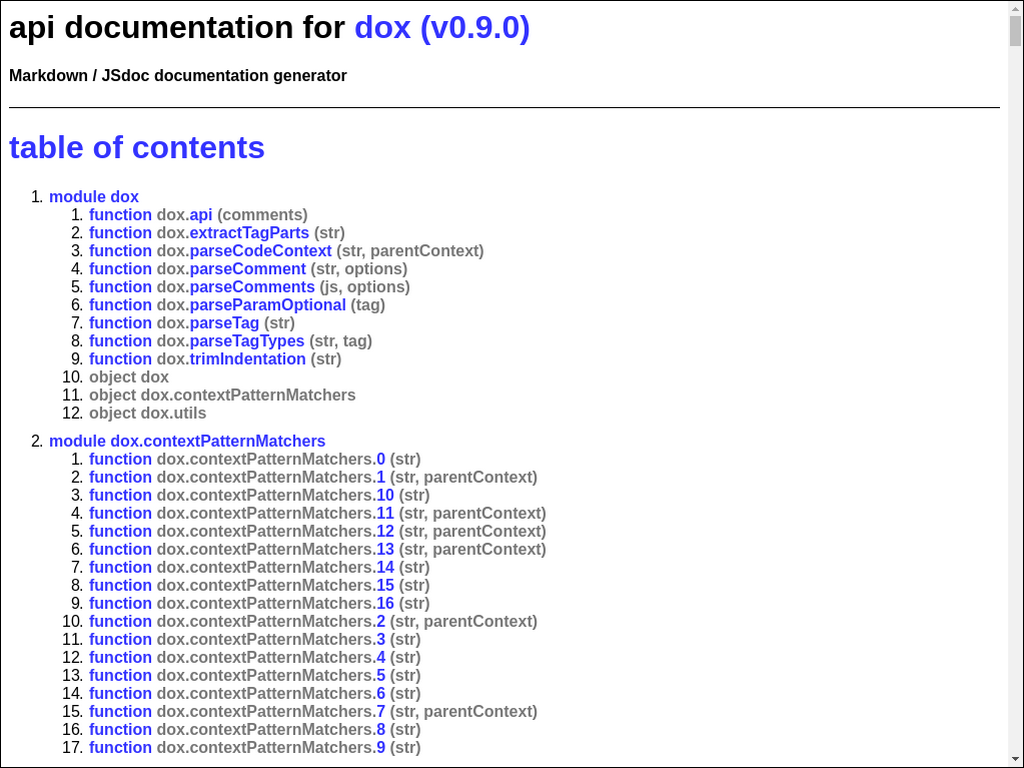 api documentation for dox (v0.9.0)
Markdown / JSdoc documentation generator
table of contents
1. module dox
1. function dox.api (comments)
2. function dox.extractTagParts (str)
3. function dox.parseCodeContext (str, parentContext)
4. function dox.parseComment (str, options)
5. function dox.parseComments (js, options)
6. function dox.parseParamOptional (tag)
7. function dox.parseTag (str)
8. function dox.parseTagTypes (str, tag)
9. function dox.trimIndentation (str)
10. object dox
11. object dox.contextPatternMatchers
12. object dox.utils
2. module dox.contextPatternMatchers
1. function dox.contextPatternMatchers.0 (str)
2. function dox.contextPatternMatchers.1 (str, parentContext)
3. function dox.contextPatternMatchers.10 (str)
4. function dox.contextPatternMatchers.11 (str, parentContext)
5. function dox.contextPatternMatchers.12 (str, parentContext)
6. function dox.contextPatternMatchers.13 (str, parentContext)
7. function dox.contextPatternMatchers.14 (str)
8. function dox.contextPatternMatchers.15 (str)
9. function dox.contextPatternMatchers.16 (str)
10. function dox.contextPatternMatchers.2 (str, parentContext)
11. function dox.contextPatternMatchers.3 (str)
12. function dox.contextPatternMatchers.4 (str)
13. function dox.contextPatternMatchers.5 (str)
14. function dox.contextPatternMatchers.6 (str)
15. function dox.contextPatternMatchers.7 (str, parentContext)
16. function dox.contextPatternMatchers.8 (str)
17. function dox.contextPatternMatchers.9 (str)